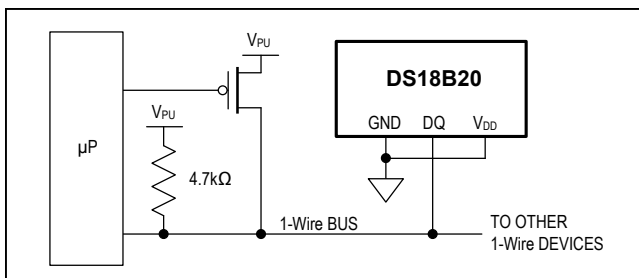 VPU
DS18B20
GND DQ VDD
VPU
µP
4.7kΩ
1-Wire BUS
TO OTHER
1-Wire DEVICES